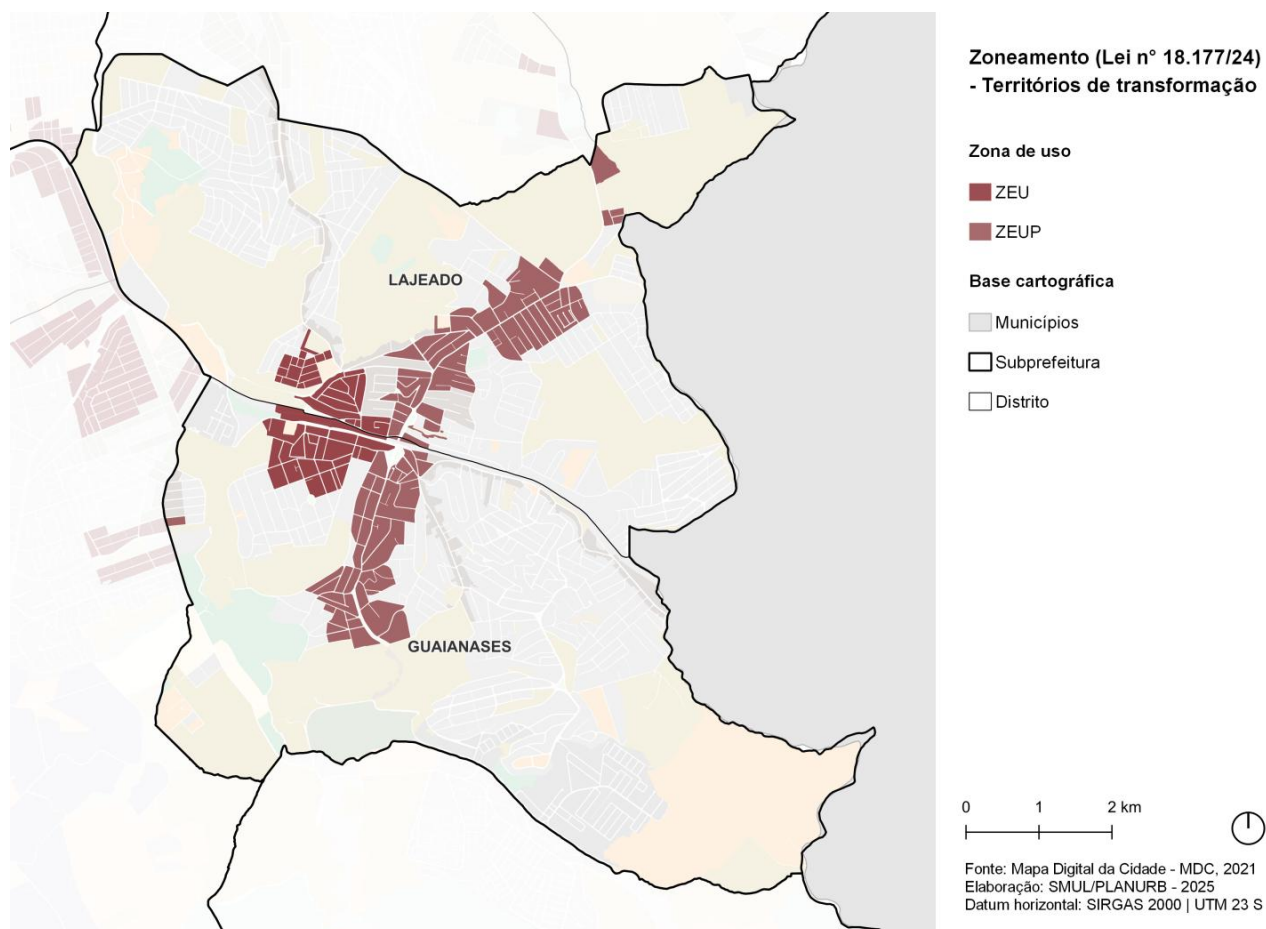 Zoneamento (Lei n° 18.177/24)
- Territórios de transformação
Zona de uso
ZEU
ZEUP
Base cartográfica
Municípios
Subprefeitura
Distrito
LAJEADO
GUAIANASES
0 1 2 km
Fonte: Mapa Digital da Cidade - MDC, 2021
Elaboração: SMUL/PLANURB - 2025
Datum horizontal: SIRGAS 2000 | UTM 23 S